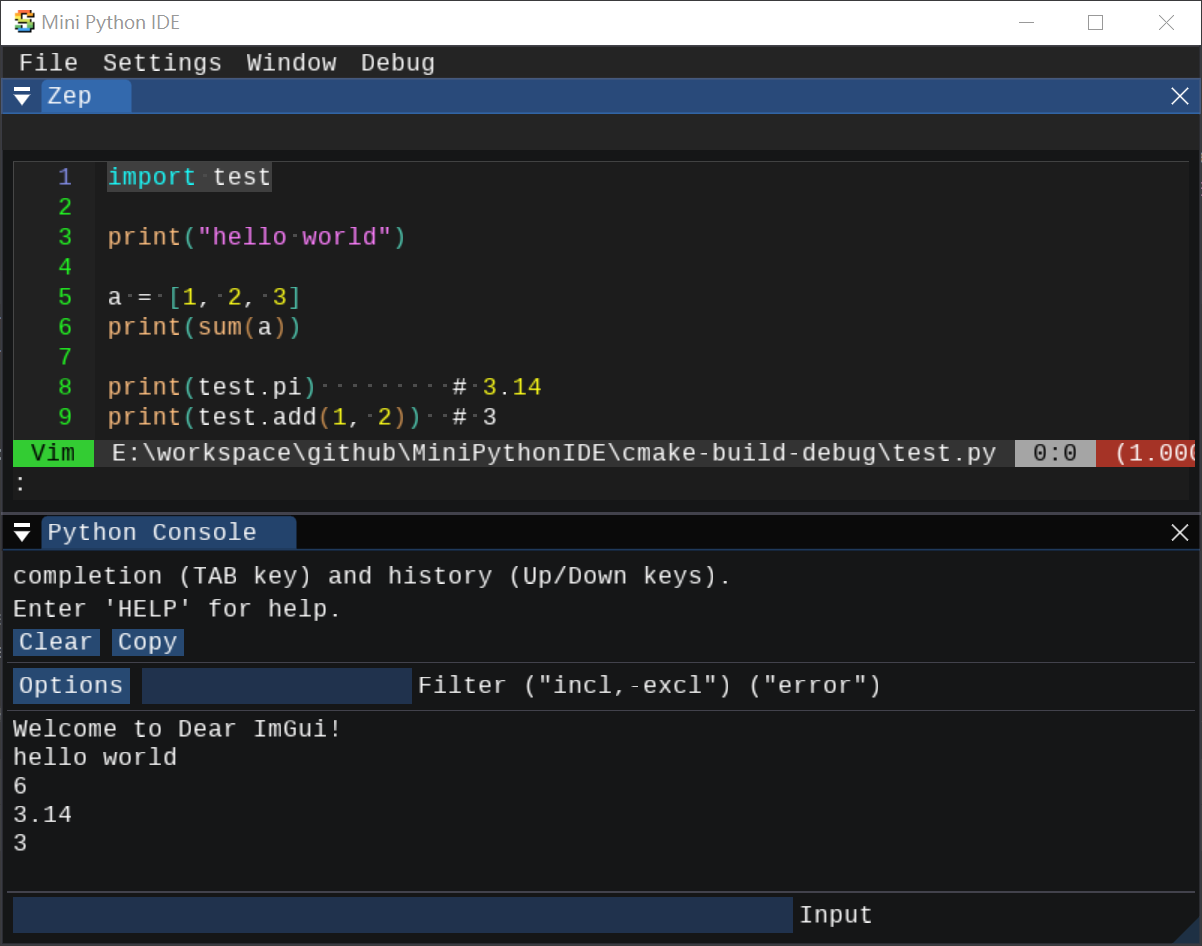 Mini Python IDE
File Settings Window Debug
Zep
1 import test
2
3 print("hello world")
4
5 a = [1, 2, 3]
6 print(sum(a))
7
8 print(test.pi)         # 3.14
9 print(test.add(1, 2))  # 3
Vim E:\workspace\github\MiniPythonIDE\cmake-build-debug\test.py 0:0 (1.000
:
Python Console
completion (TAB key) and history (Up/Down keys).
Enter 'HELP' for help.
Clear Copy
Options Filter ("incl,-excl") ("error")
Welcome to Dear ImGui!
hello world
6
3.14
3
Input